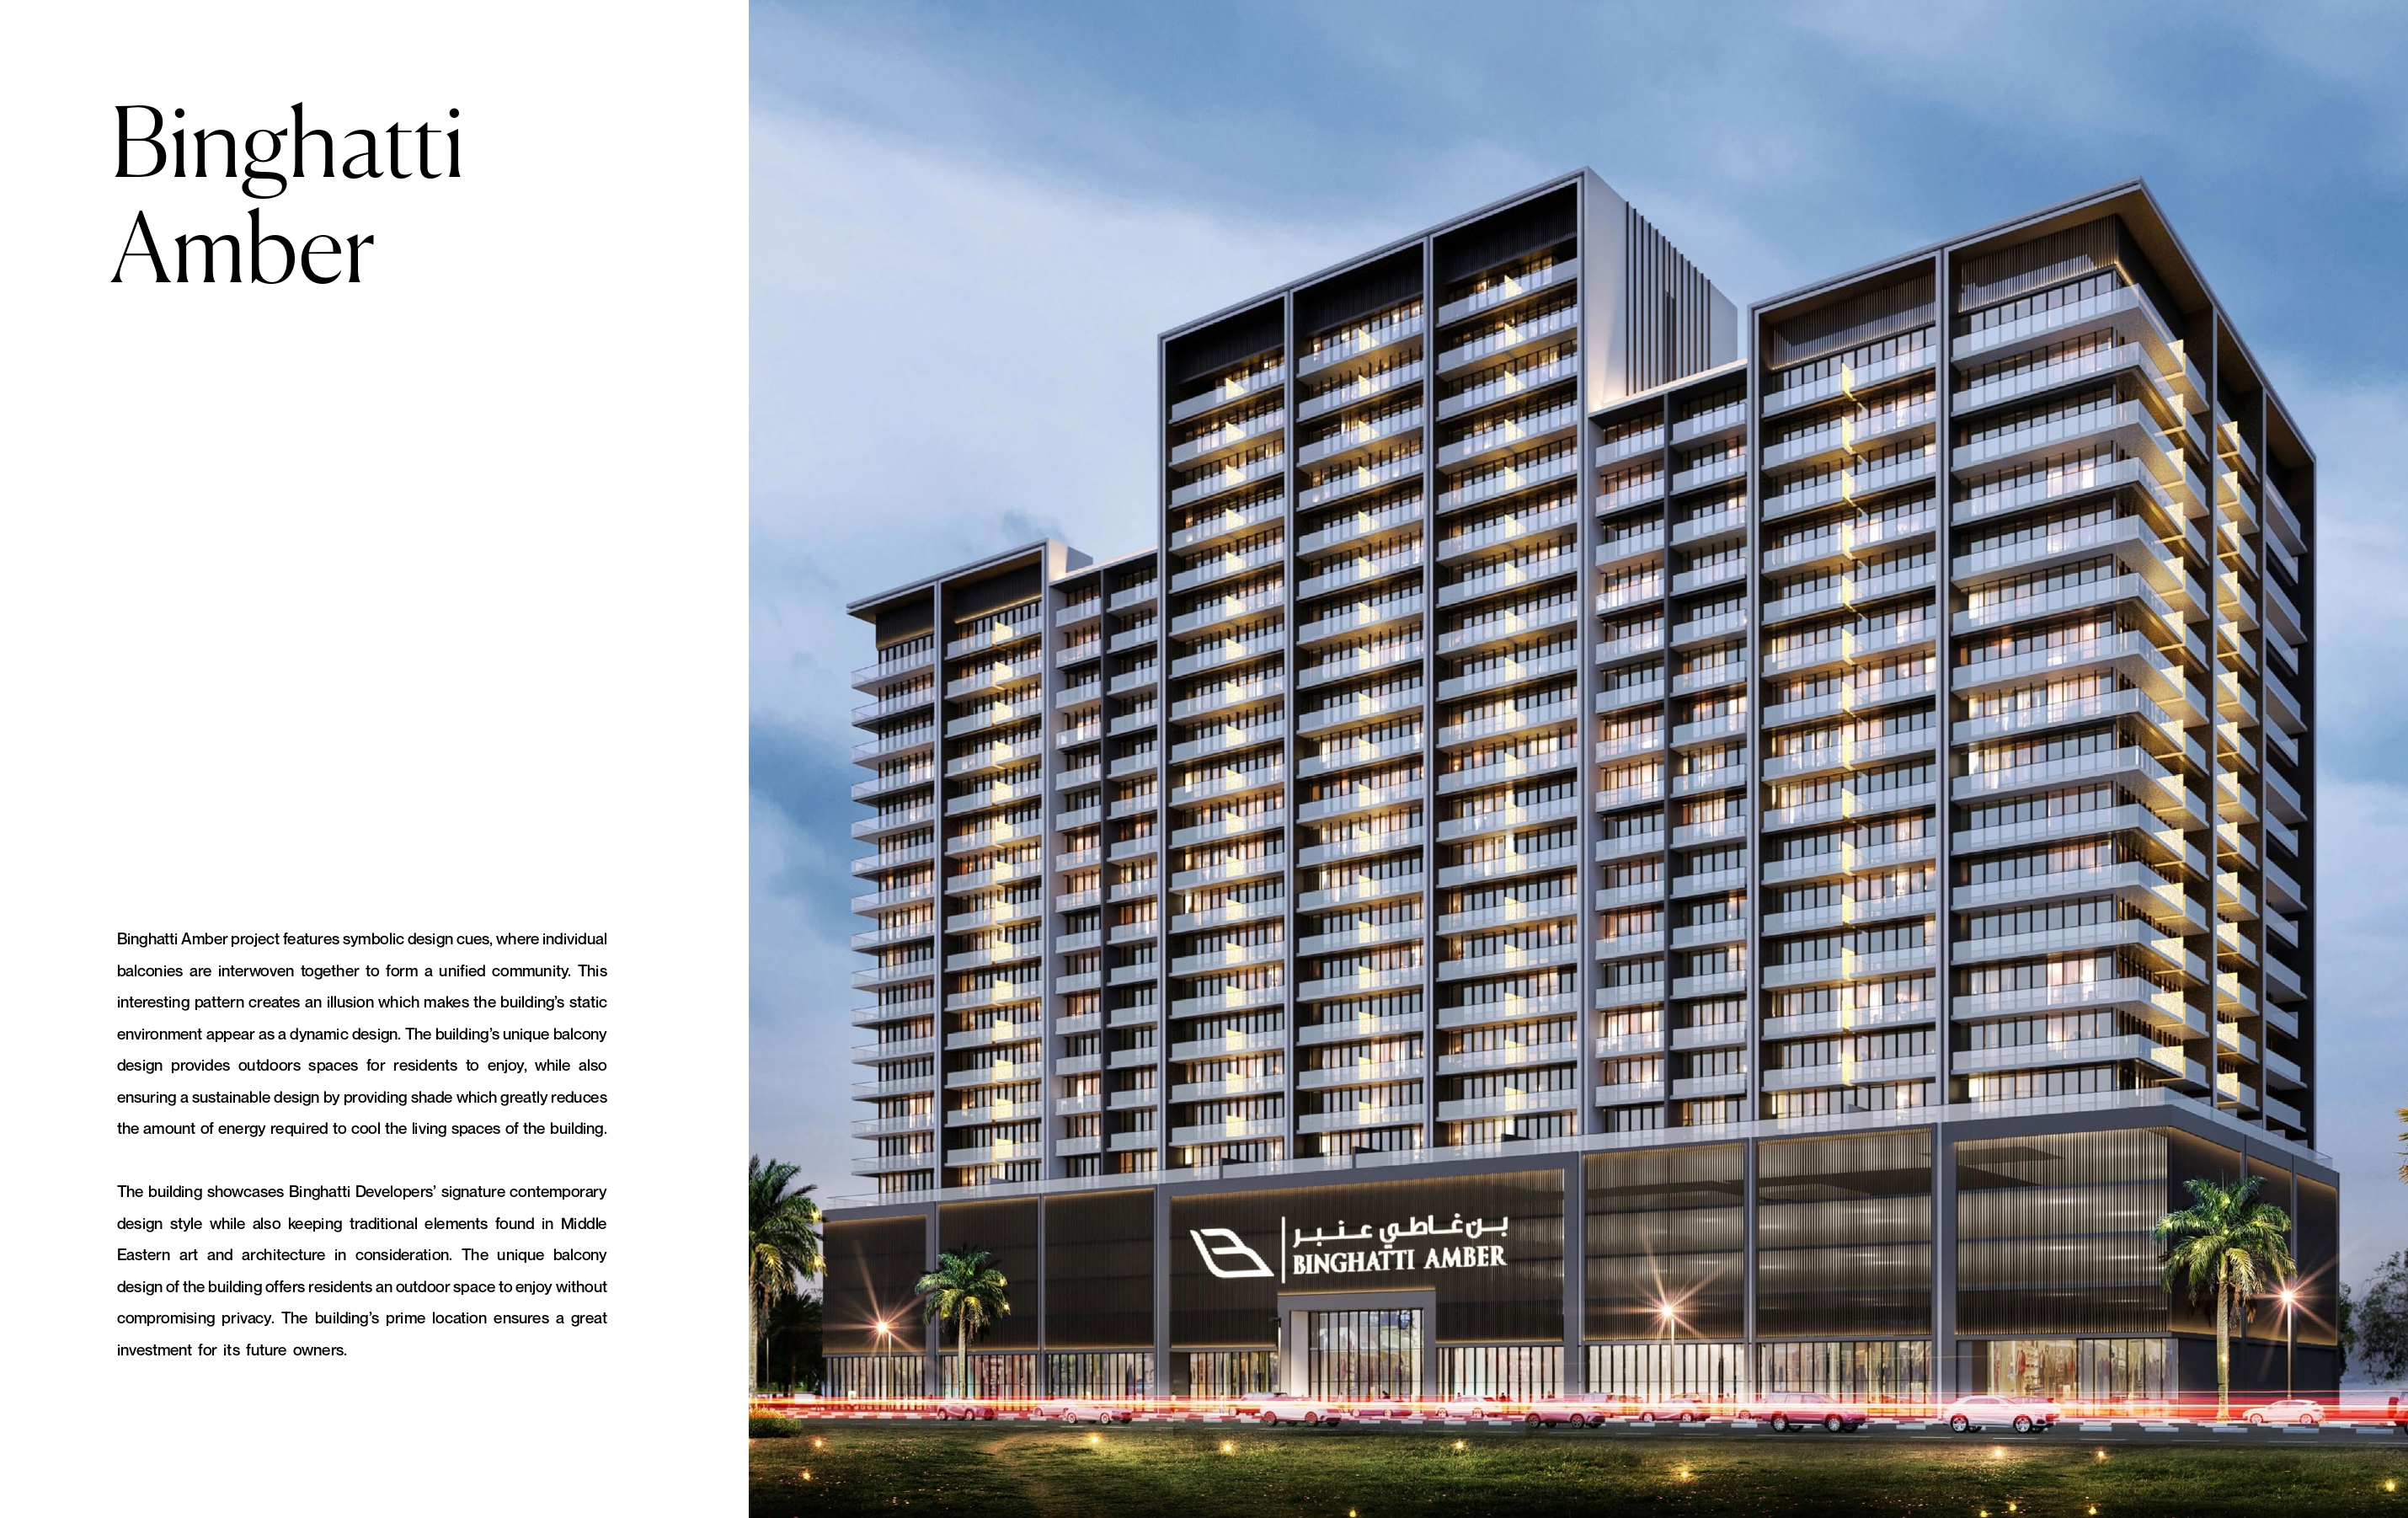 Binghatti
Amber
Binghatti Amber project features symbolic design cues, where individual
balconies are interwoven together to form a unified community. This
interesting pattern creates an illusion which makes the building’s static
environment appear as a dynamic design. The building’s unique balcony
design provides outdoors spaces for residents to enjoy, while also
ensuring a sustainable design by providing shade which greatly reduces
the amount of energy required to cool the living spaces of the building.
The building showcases Binghatti Developers’ signature contemporary
design style while also keeping traditional elements found in Middle
Eastern art and architecture in consideration. The unique balcony
design of the building offers residents an outdoor space to enjoy without
compromising privacy. The building’s prime location ensures a great
investment for its future owners.
بن غاطي عنبر
BINGHATTI AMBER